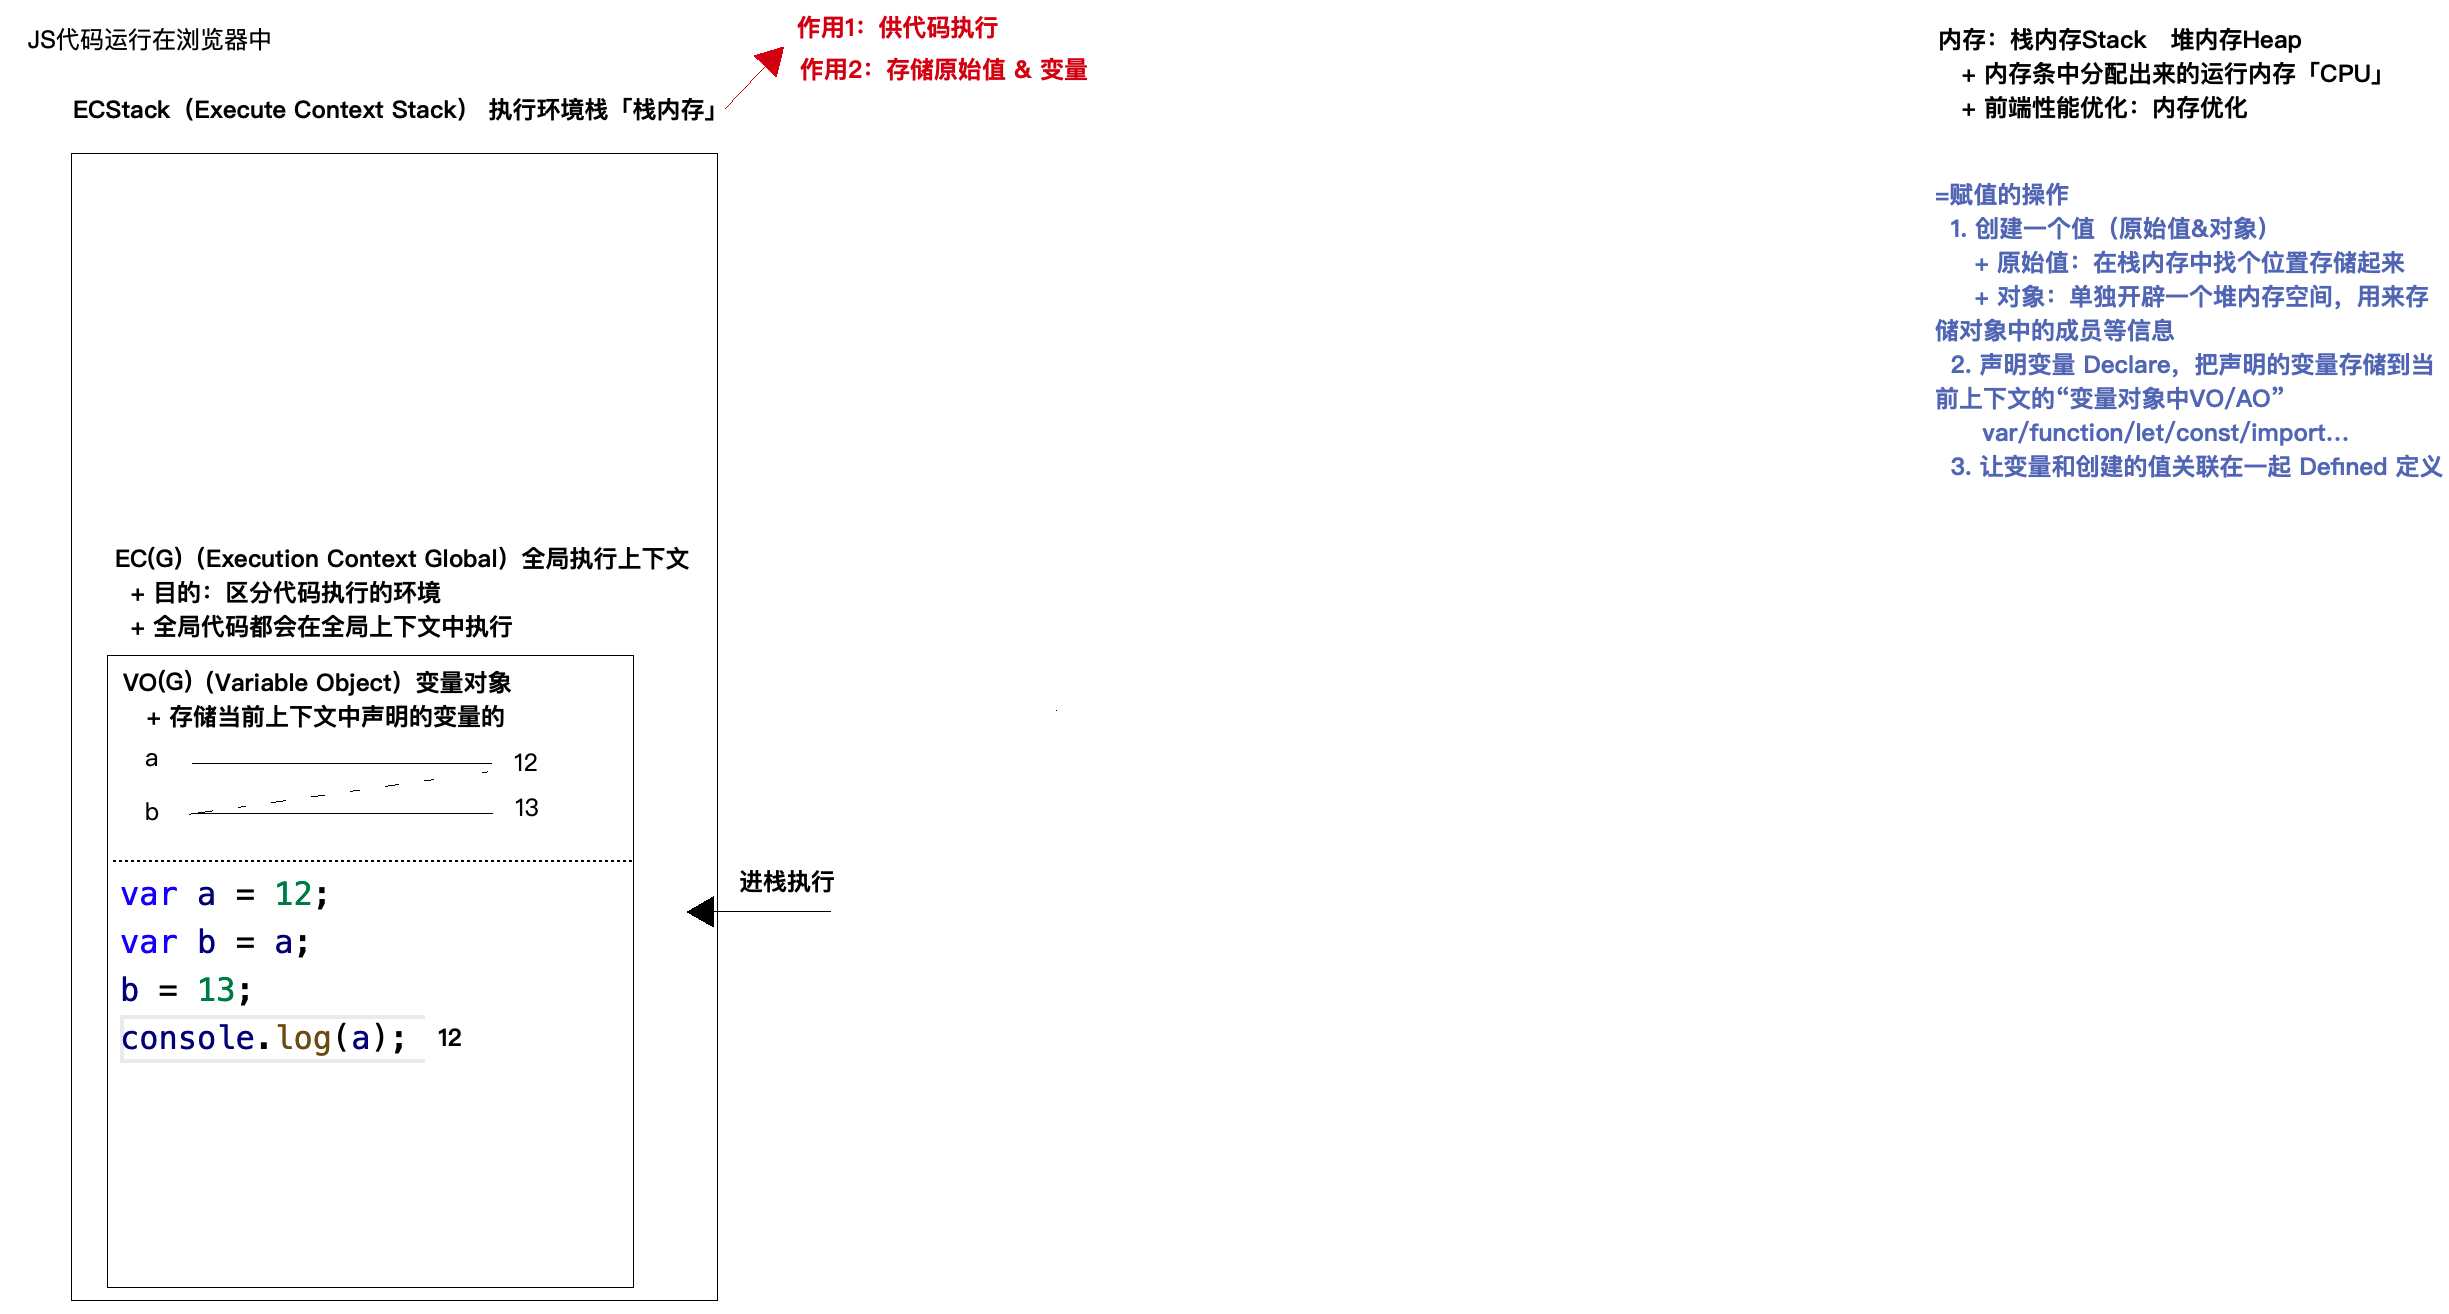 JS代码运行在浏览器中
作用1：供代码执行
作用2：存储原始值 & 变量
ECStack（Execute Context Stack） 执行环境栈「栈内存」
EC(G)（Execution Context Global）全局执行上下文
+ 目的：区分代码执行的环境
+ 全局代码都会在全局上下文中执行
VO(G)（Variable Object）变量对象
+ 存储当前上下文中声明的变量的
a 12
b 13
var a = 12;
var b = a;
b = 13;
console.log(a); 12
进栈执行
内存：栈内存Stack 堆内存Heap
+ 内存条中分配出来的运行内存「CPU」
+ 前端性能优化：内存优化
=赋值的操作
1. 创建一个值（原始值&对象）
+ 原始值：在栈内存中找个位置存储起来
+ 对象：单独开辟一个堆内存空间，用来存
储对象中的成员等信息
2. 声明变量 Declare，把声明的变量存储到当
前上下文的“变量对象中VO/AO”
var/function/let/const/import...
3. 让变量和创建的值关联在一起 Defined 定义